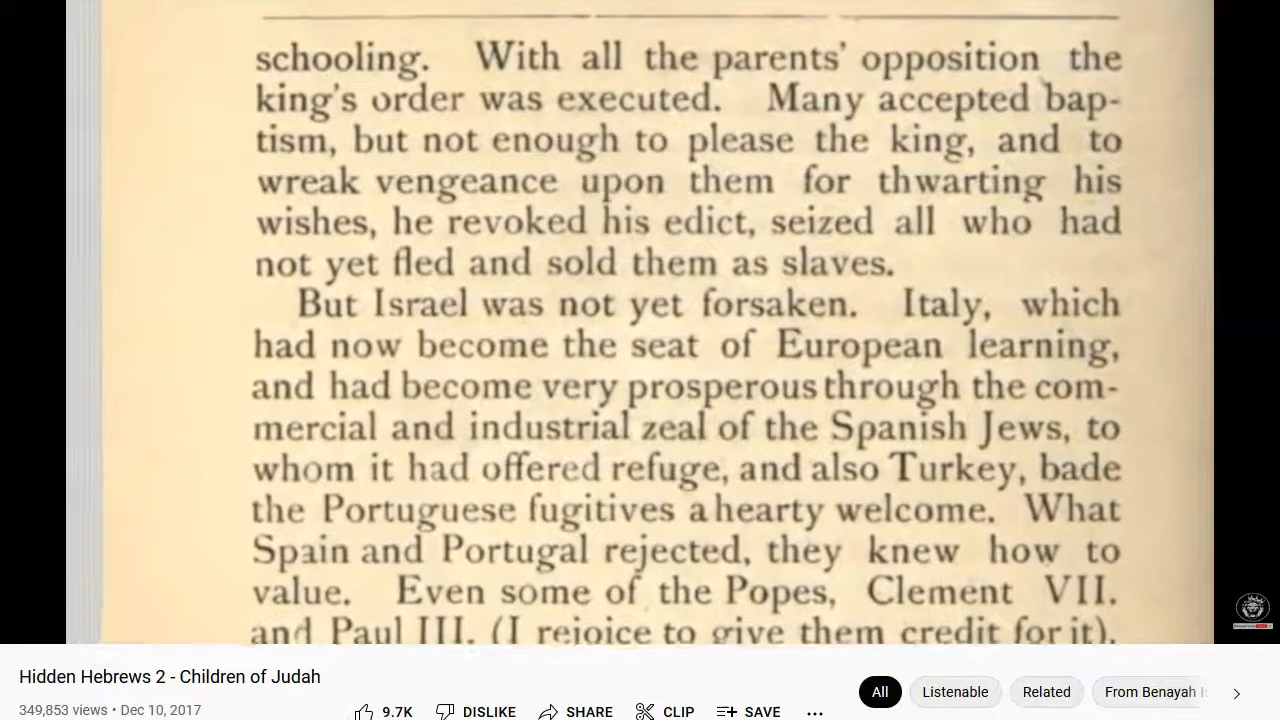 schooling. With all the parents' opposition the
king's order was executed. Many accepted bap-
tism, but not enough to please the king, and to
wreak vengeance upon them for thwarting his
wishes, he revoked his edict, seized all who had
not yet fled and sold them as slaves.
But Israel was not yet forsaken. Italy, which
had now become the seat of European learning,
and had become very prosperous through the com-
mercial and industrial zeal of the Spanish Jews, to
whom it had offered refuge, and also Turkey, bade
the Portuguese fugitives a hearty welcome. What
Spain and Portugal rejected, they knew how to
value. Even some of the Popes, Clement VII.
and Paul III. (I rejoice to give them credit for it),
Hidden Hebrews 2 - Children of Judah
349,853 views • Dec 10, 2017
9.7K DISLIKE SHARE CLIP SAVE ...
All Listenable Related From Benayah